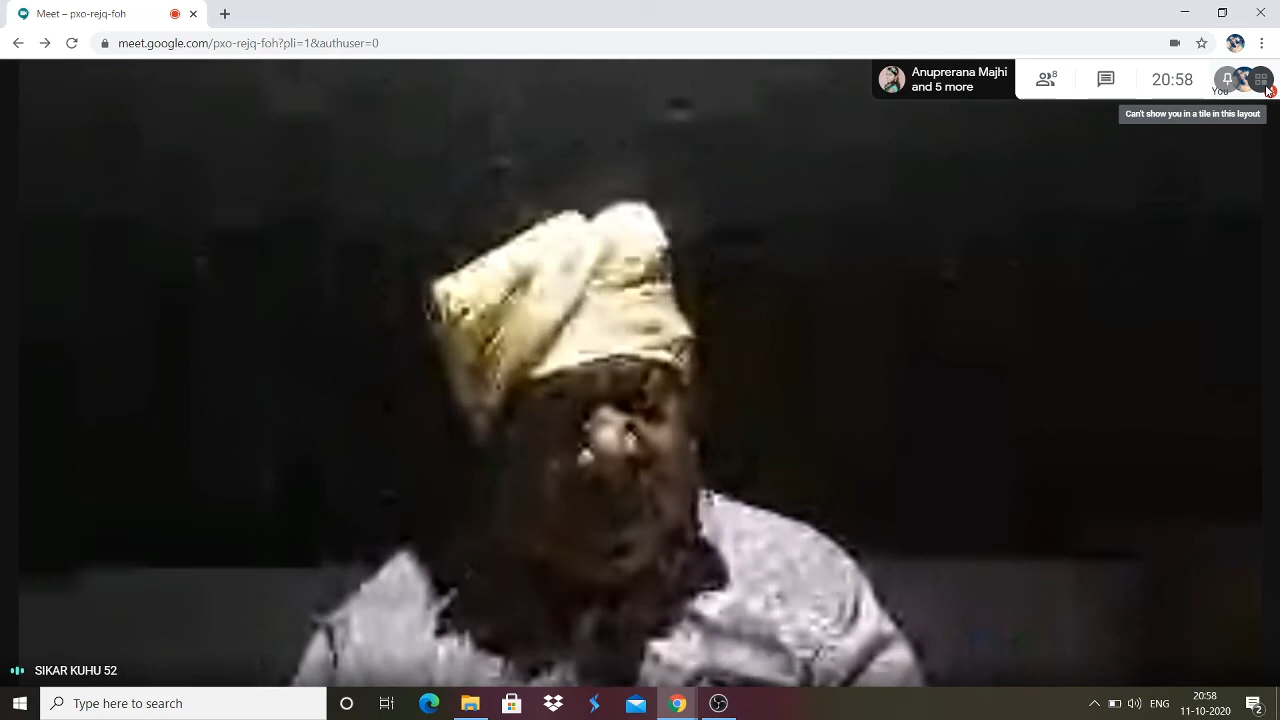 Meet – pxo-rejq-foh
meet.google.com/pxo-rejq-foh?pli=1&authuser=0
Anuprerana Majhi
and 5 more
8
20:58
You
Can't show you in a tile in this layout
SIKAR KUHU 52
Type here to search
ENG
20:58
11-10-2020
2